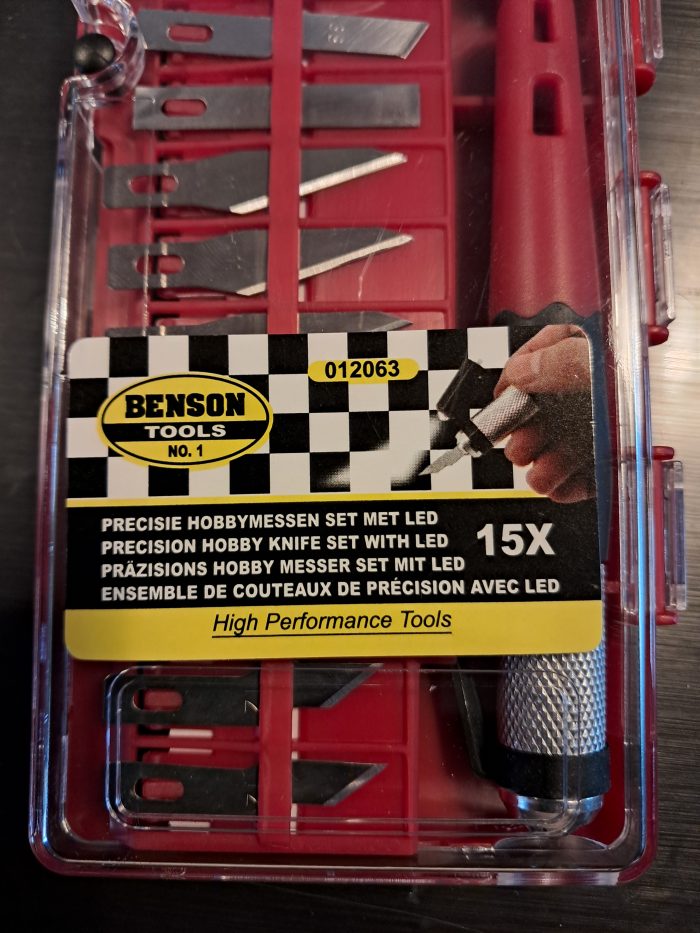 012063
BENSON
TOOLS
NO. 1
PRECISIE HOBBYMESSEN SET MET LED
PRECISION HOBBY KNIFE SET WITH LED
PRÄZISIONS HOBBY MESSER SET MIT LED
ENSEMBLE DE COUTEAUX DE PRÉCISION AVEC LED
15X
High Performance Tools